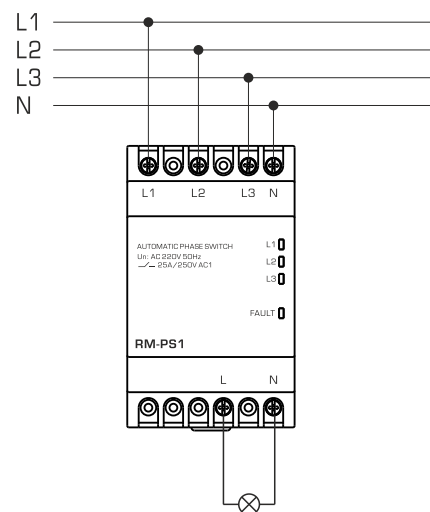 L1
L2
L3
N
L1 L2 L3 N
AUTOMATIC PHASE SWITCH
Un: AC 220V 50Hz
25A/250V AC1
L1
L2
L3
FAULT
RM-PS1
L N